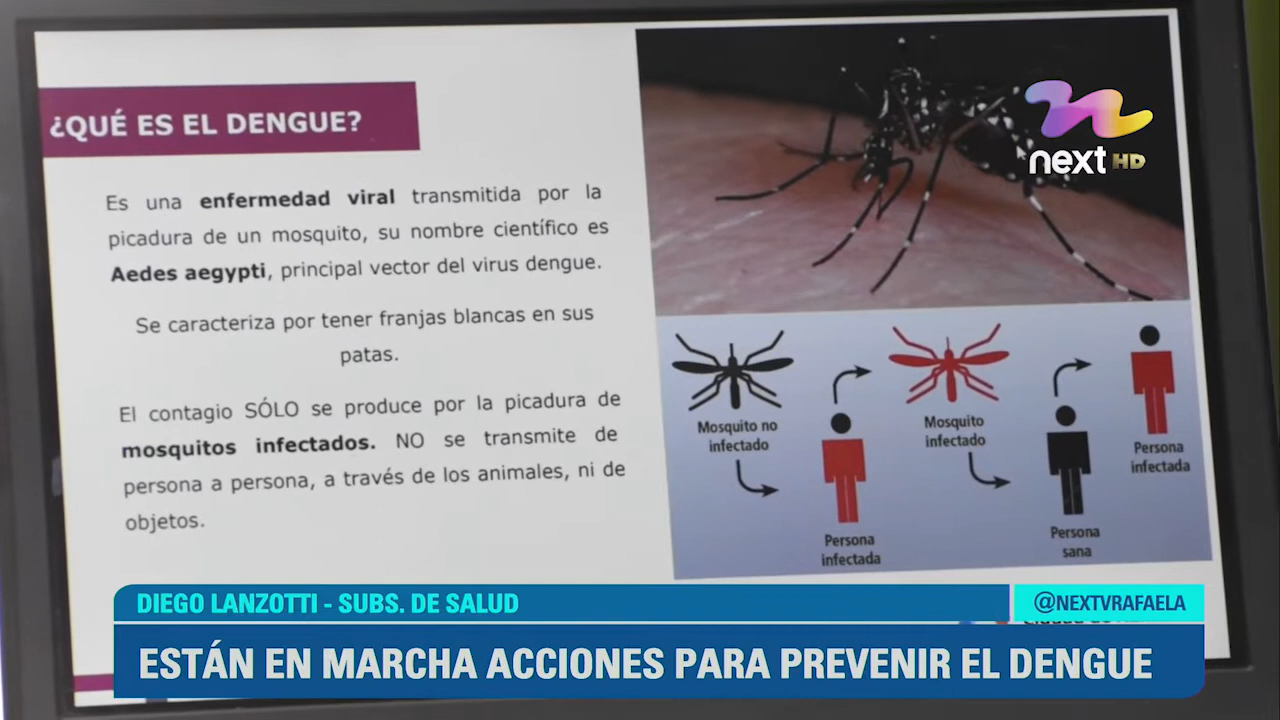 ¿QUÉ ES EL DENGUE?
Es una enfermedad viral transmitida por la
picadura de un mosquito, su nombre científico es
Aedes aegypti, principal vector del virus dengue.
Se caracteriza por tener franjas blancas en sus
patas.
El contagio SÓLO se produce por la picadura de
mosquitos infectados. NO se transmite de
persona a persona, a través de los animales, ni de
objetos.
next HD
Mosquito no
infectado
Persona
infectada
Mosquito
infectado
Persona
sana
Persona
infectada
DIEGO LANZOTTI - SUBS. DE SALUD
@NEXTVRAFAELA
ESTÁN EN MARCHA ACCIONES PARA PREVENIR EL DENGUE